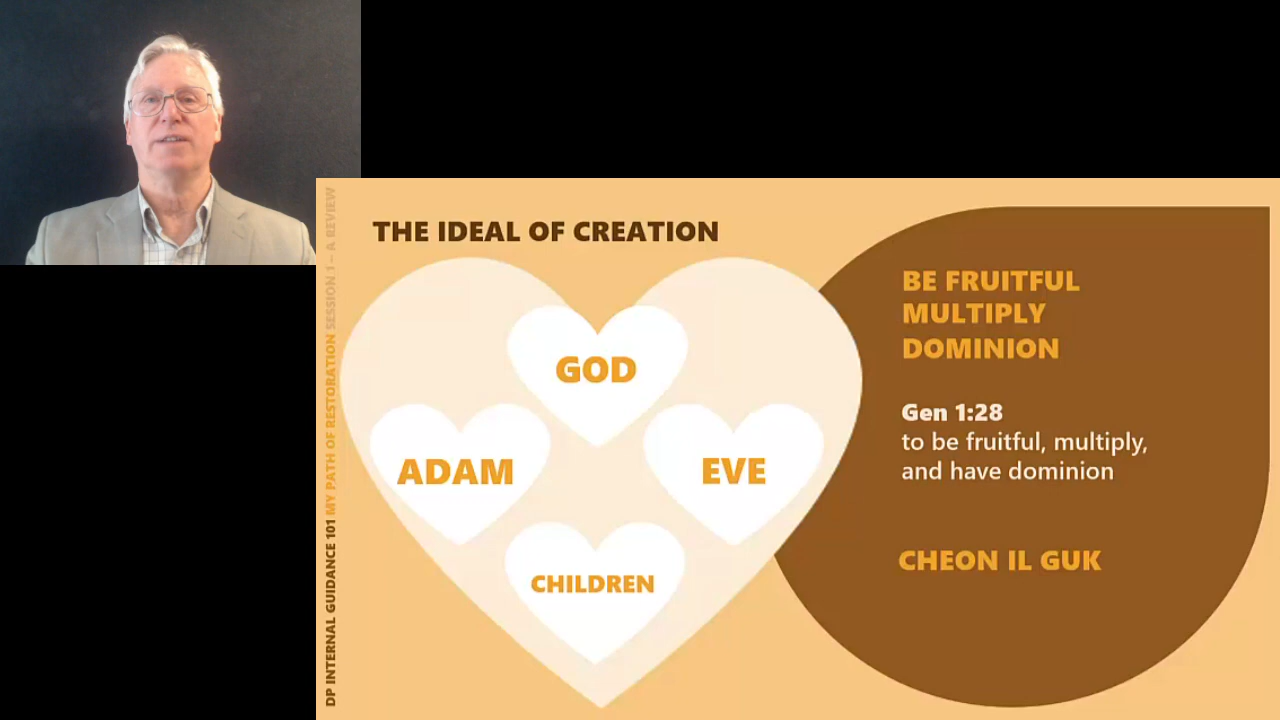 THE IDEAL OF CREATION
GOD
ADAM
EVE
CHILDREN
BE FRUITFUL
MULTIPLY
DOMINION
Gen 1:28
to be fruitful, multiply,
and have dominion
CHEON IL GUK
DP INTERNAL GUIDANCE 101 MY PATH OF RESTORATION SESSION 1 – A REVIEW